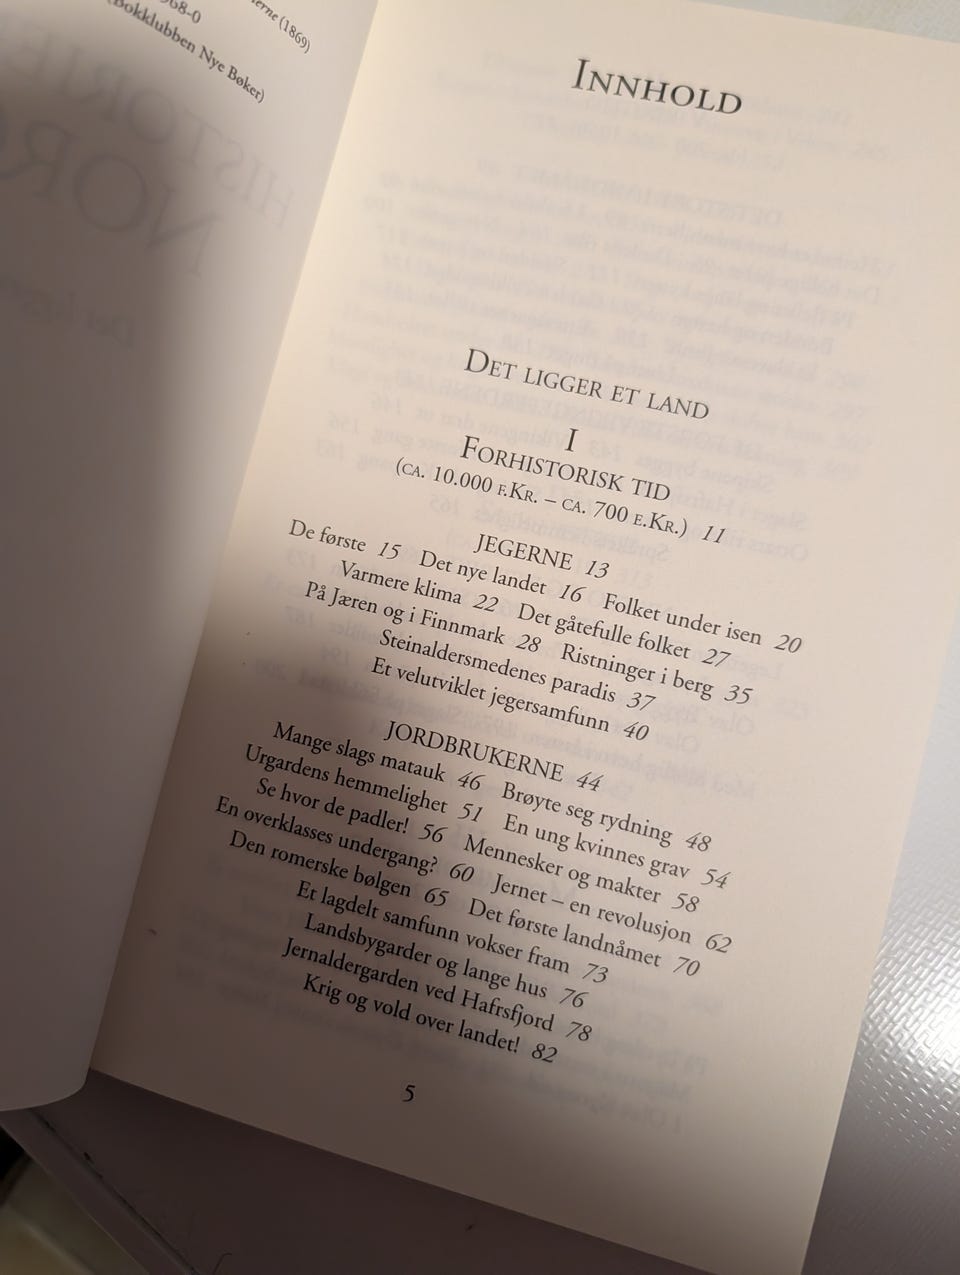 erne (1869)
68-0
(Bokklubben Nye Bøker)
INNHOLD
DET LIGGER ET LAND
I
FORHISTORISK TID
(CA. 10.000 F.KR. – CA. 700 E.KR.) 11
JEGERNE 13
De første 15 Det nye landet 16 Folket under isen 20
Varmere klima 22 Det gåtefulle folket 27
På Jæren og i Finnmark 28 Ristninger i berg 35
Steinaldersmedenes paradis 37
Et velutviklet jegersamfunn 40
JORDBRUKERNE 44
Mange slags matauk 46 Brøyte seg rydning 48
Urgardens hemmelighet 51 En ung kvinnes grav 54
Se hvor de padler! 56 Mennesker og makter 58
En overklasses undergang? 60 Jernet – en revolusjon 62
Den romerske bølgen 65 Det første landnåmet 70
Et lagdelt samfunn vokser fram 73
Landsbygarder og lange hus 76
Jernaldergarden ved Hafrsfjord 78
Krig og vold over landet! 82
5